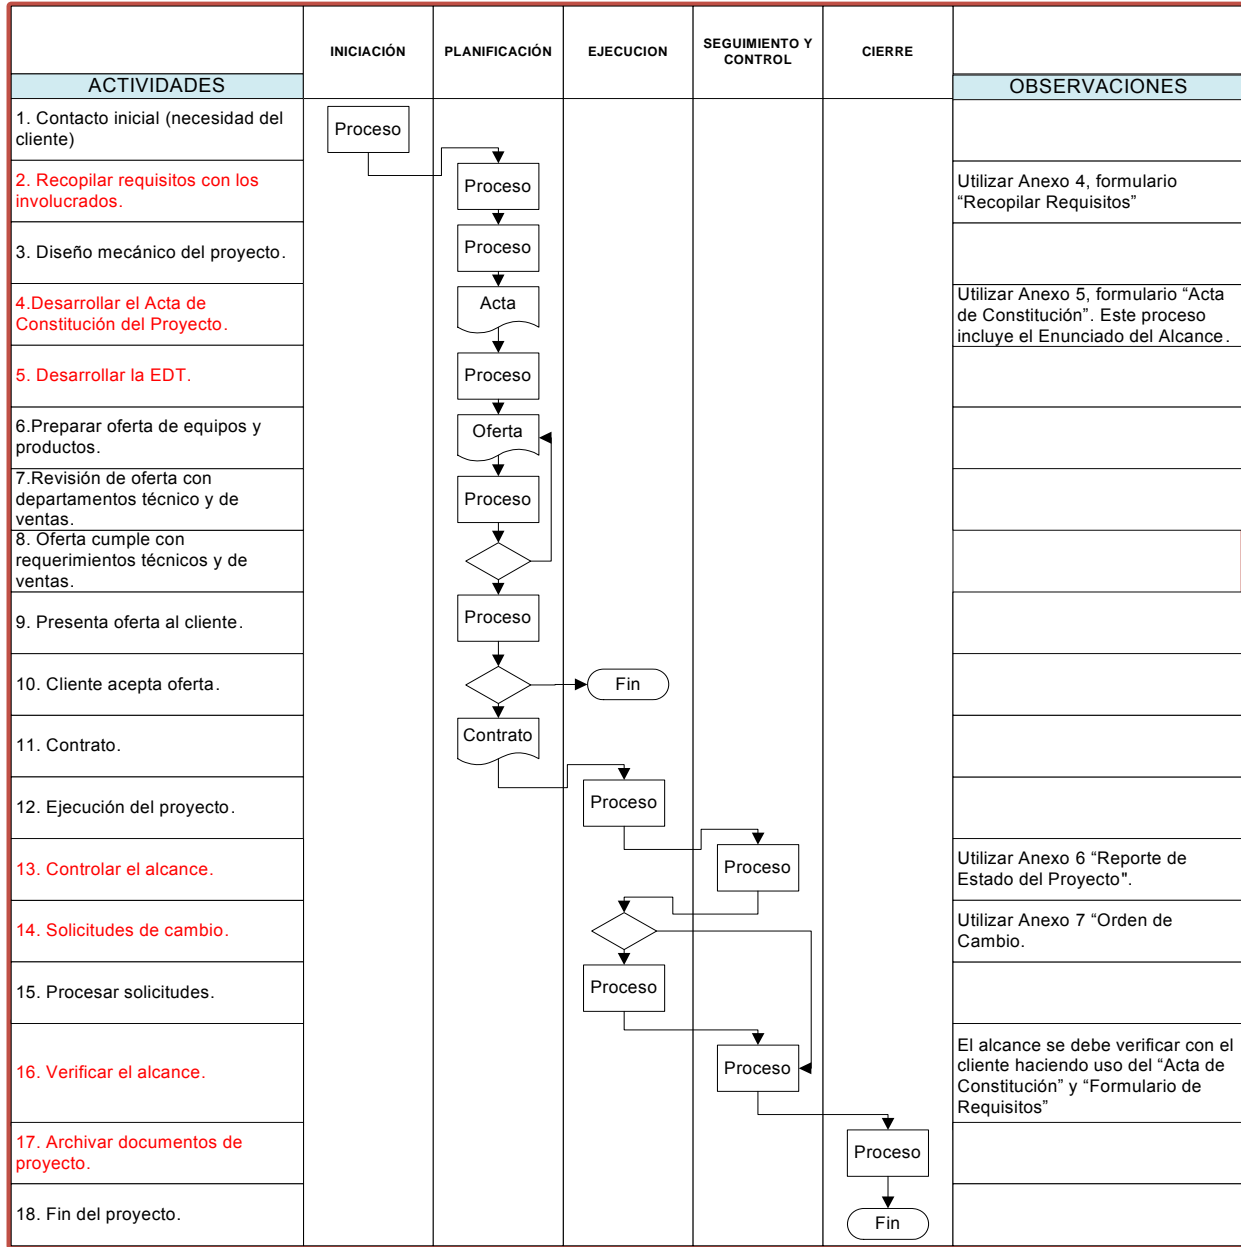 INICIACIÓN
PLANIFICACIÓN
EJECUCION
SEGUIMIENTO Y
CONTROL
CIERRE
ACTIVIDADES
OBSERVACIONES
1. Contacto inicial (necesidad del
cliente)
Proceso
2. Recopilar requisitos con los
involucrados.
Proceso
Utilizar Anexo 4, formulario
“Recopilar Requisitos”
3. Diseño mecánico del proyecto.
Proceso
4.Desarrollar el Acta de
Constitución del Proyecto.
Acta
Utilizar Anexo 5, formulario “Acta
de Constitución”. Este proceso
incluye el Enunciado del Alcance.
5. Desarrollar la EDT.
Proceso
6.Preparar oferta de equipos y
productos.
Oferta
7.Revisión de oferta con
departamentos técnico y de
ventas.
Proceso
8. Oferta cumple con
requerimientos técnicos y de
ventas.
9. Presenta oferta al cliente.
Proceso
10. Cliente acepta oferta.
Fin
11. Contrato.
Contrato
12. Ejecución del proyecto.
Proceso
13. Controlar el alcance.
Proceso
Utilizar Anexo 6 “Reporte de
Estado del Proyecto".
14. Solicitudes de cambio.
Utilizar Anexo 7 “Orden de
Cambio.
15. Procesar solicitudes.
Proceso
16. Verificar el alcance.
Proceso
El alcance se debe verificar con el
cliente haciendo uso del “Acta de
Constitución” y “Formulario de
Requisitos”
17. Archivar documentos de
proyecto.
Proceso
18. Fin del proyecto.
Fin